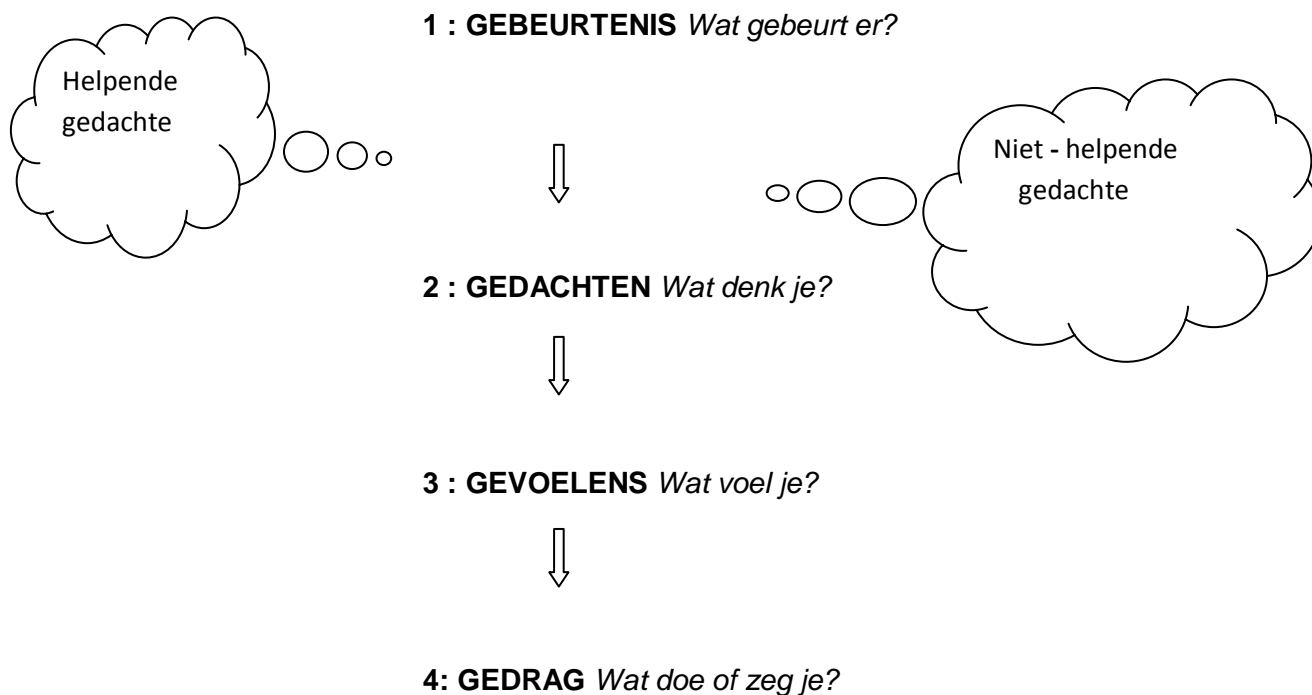 1 : GEBEURTENIS Wat gebeurt er?
Helpende
gedachte
Niet - helpende
gedachte
2 : GEDACHTEN Wat denk je?
3 : GEVOELENS Wat voel je?
4: GEDRAG Wat doe of zeg je?